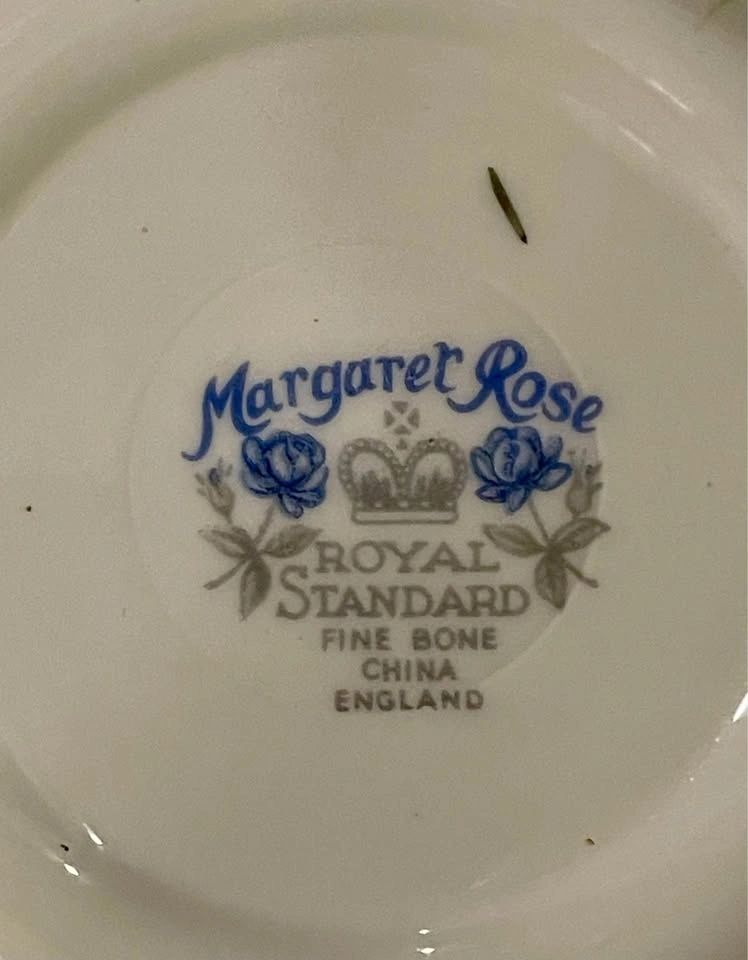 Margaret Rose
ROYAL
STANDARD
FINE BONE
CHINA
ENGLAND